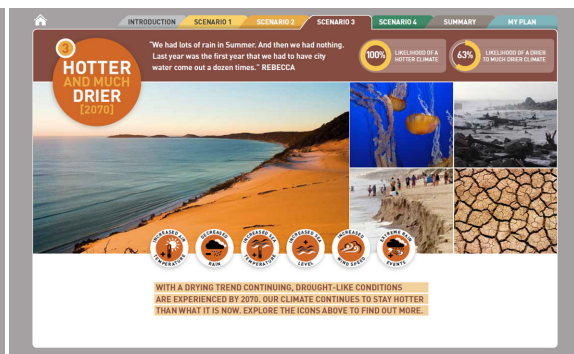 INTRODUCTION
SCENARIO 1
SCENARIO 2
SCENARIO 3
SCENARIO 4
SUMMARY
MY PLAN
3
HOTTER
AND MUCH
DRIER
[2070]
"We had lots of rain in Summer. And then we had nothing.
Last year was the first year that we had to have city
water come out a dozen times." REBECCA
100%
LIKELIHOOD OF A
HOTTER CLIMATE
63%
LIKELIHOOD OF A DRIER
TO MUCH DRIER CLIMATE
INCREASED AIR
TEMPERATURE
DECREASED
RAIN
INCREASED SEA
TEMPERATURE
INCREASED SEA
LEVEL
INCREASED
WIND SPEED
EXTREME RAIN
EVENTS
WITH A DRYING TREND CONTINUING, DROUGHT-LIKE CONDITIONS
ARE EXPERIENCED BY 2070. OUR CLIMATE CONTINUES TO STAY HOTTER
THAN WHAT IT IS NOW. EXPLORE THE ICONS ABOVE TO FIND OUT MORE.